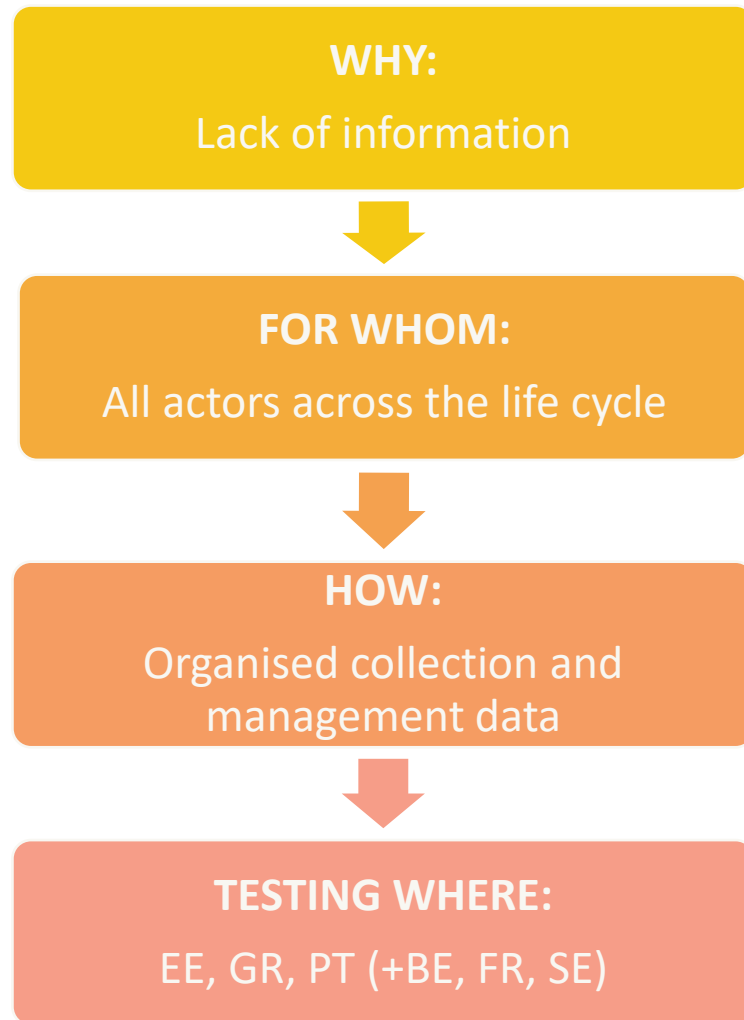 WHY:
Lack of information
FOR WHOM:
All actors across the life cycle
HOW:
Organised collection and
management data
TESTING WHERE:
EE, GR, PT (+BE, FR, SE)